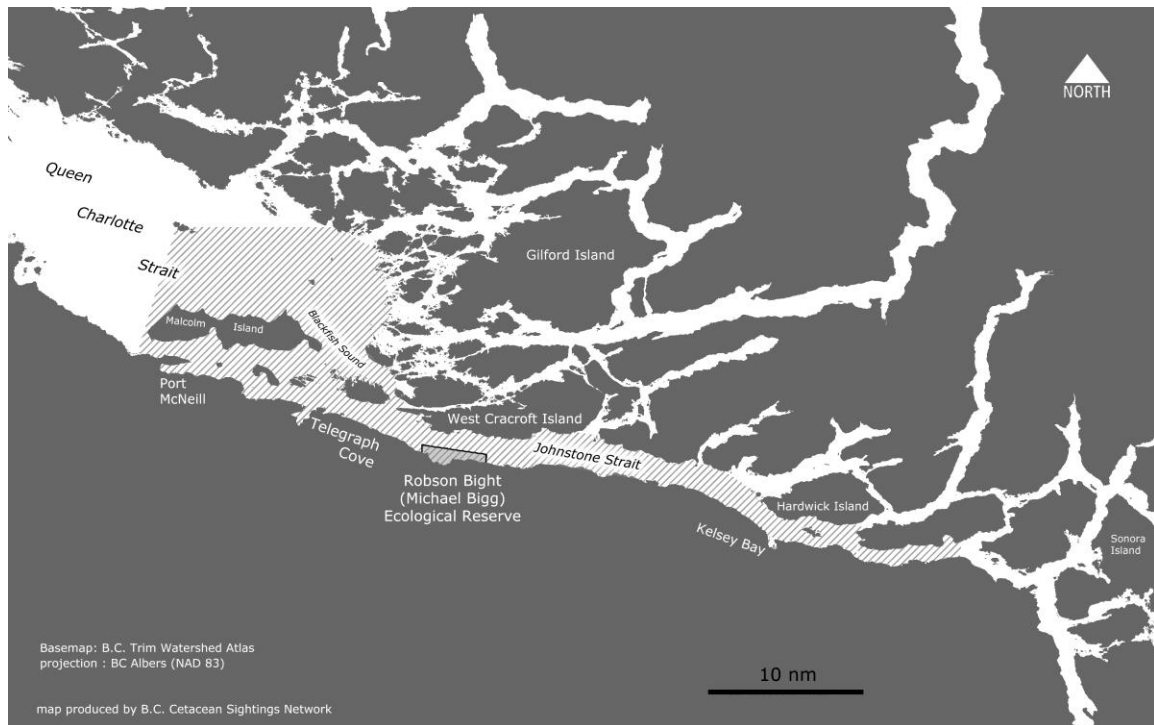 NORTH
Queen
Charlotte
Strait
Gilford Island
Malcolm Island
Blackfish Sound
Port
McNeill
West Cracroft Island
Telegraph
Cove
Johnstone Strait
Robson Bight
(Michael Bigg)
Ecological Reserve
Hardwick Island
Kelsey Bay
Sonora
Island
Basemap: B.C. Trim Watershed Atlas
projection : BC Albers (NAD 83)
10 nm
map produced by B.C. Cetacean Sightings Network